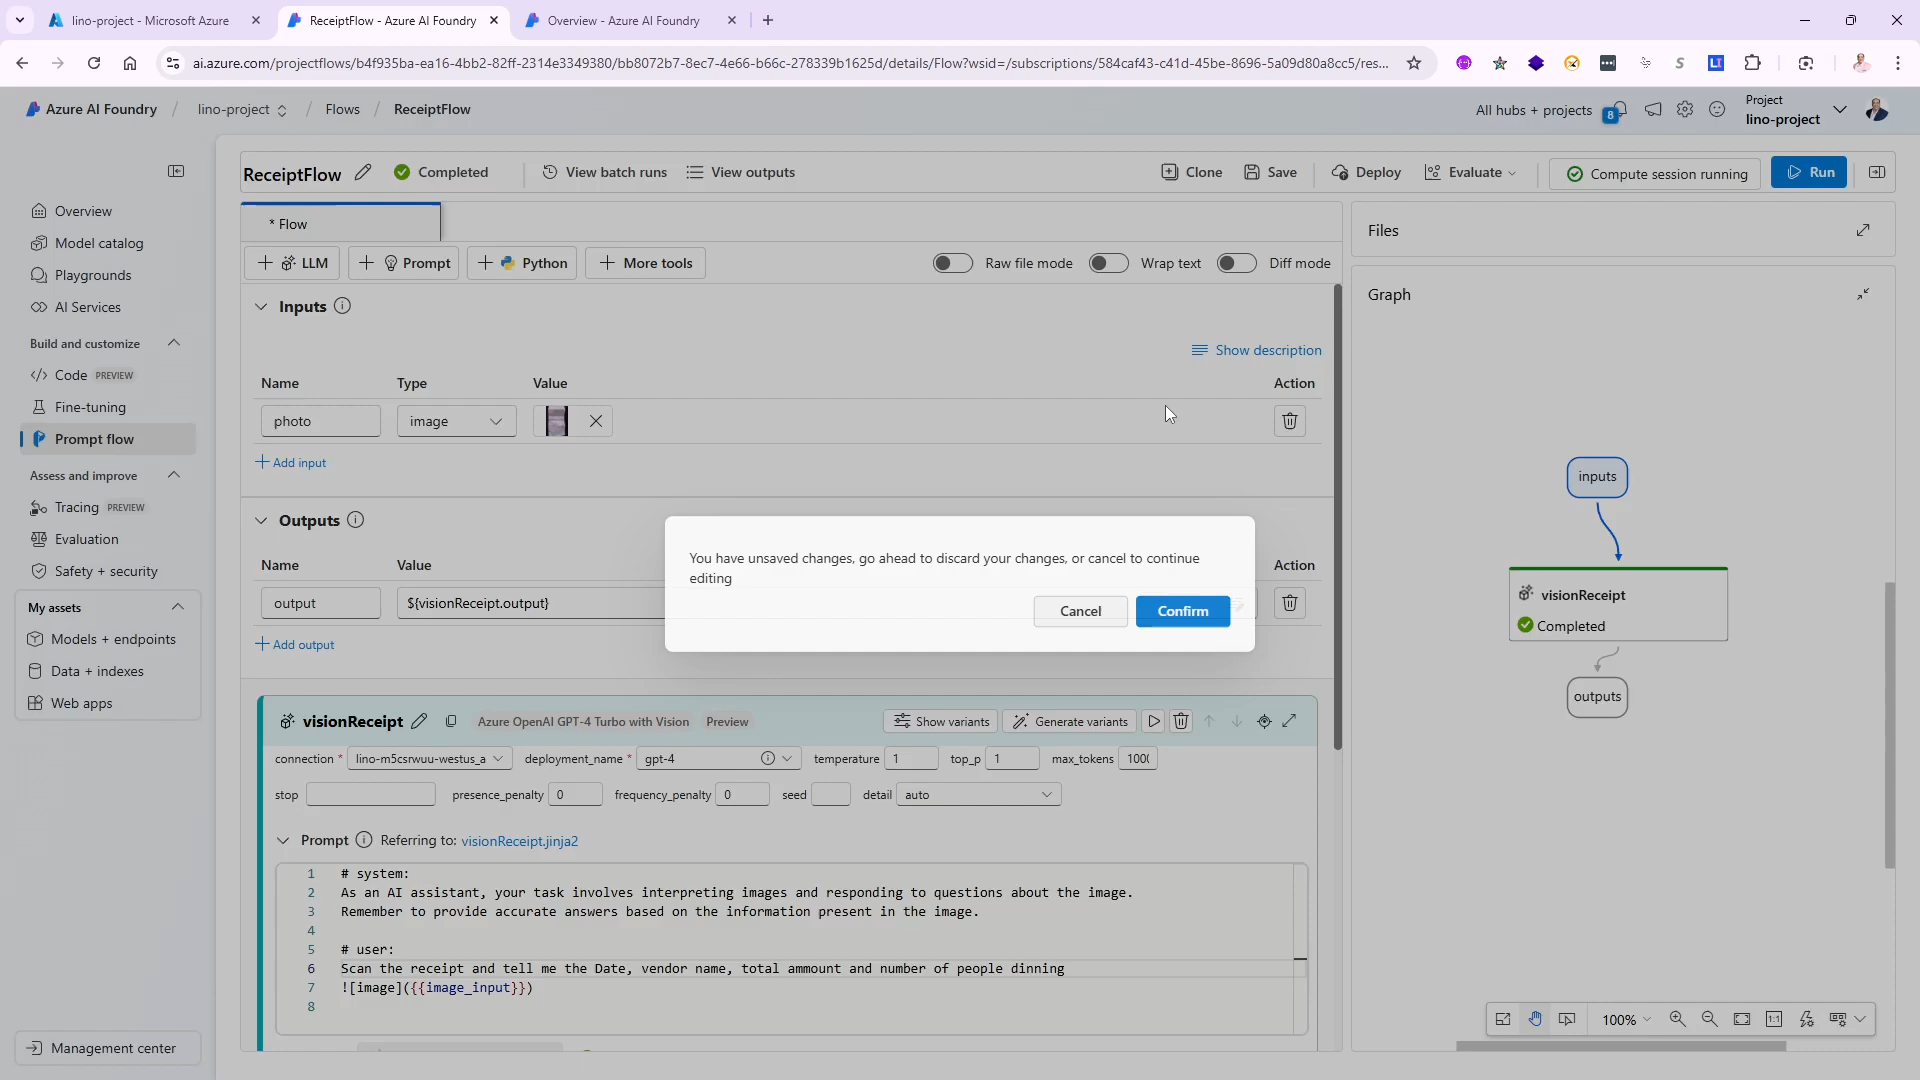 lino-project - Microsoft Azure
ReceiptFlow - Azure AI Foundry
Overview - Azure AI Foundry
ai.azure.com/projectflows/b4f935ba-ea16-4bb2-82ff-2314e3349380/bb8072b7-8ec7-4e66-b66c-278339b1625d/details/Flow?wsid=/subscriptions/584caf43-c41d-45be-8696-5a09d80a8cc5/res...
Azure AI Foundry / lino-project / Flows / ReceiptFlow
All hubs + projects
8
Project
lino-project
ReceiptFlow
Completed
View batch runs
View outputs
Clone
Save
Deploy
Evaluate
Compute session running
Run
Overview
Model catalog
Playgrounds
AI Services
Build and customize
Code PREVIEW
Fine-tuning
Prompt flow
Assess and improve
Tracing PREVIEW
Evaluation
Safety + security
My assets
Models + endpoints
Data + indexes
Web apps
Management center
* Flow
+ LLM
+ Prompt
+ Python
+ More tools
Raw file mode
Wrap text
Diff mode
Inputs
Show description
Name Type Value Action
photo image
+ Add input
Outputs
Name Value Action
output ${visionReceipt.output}
+ Add output
You have unsaved changes, go ahead to discard your changes, or cancel to continue
editing
Cancel
Confirm
visionReceipt Azure OpenAI GPT-4 Turbo with Vision Preview
Show variants
Generate variants
connection * lino-m5csrwuu-westus_a deployment_name * gpt-4 temperature 1 top_p 1 max_tokens 100
stop presence_penalty 0 frequency_penalty 0 seed detail auto
Prompt Referring to: visionReceipt.jinja2
1 # system:
2 As an AI assistant, your task involves interpreting images and responding to questions about the image.
3 Remember to provide accurate answers based on the information present in the image.
4
5 # user:
6 Scan the receipt and tell me the Date, vendor name, total ammount and number of people dinning
7 ![image]({{image_input}})
8
Files
Graph
inputs
visionReceipt
Completed
outputs
100%
1:1